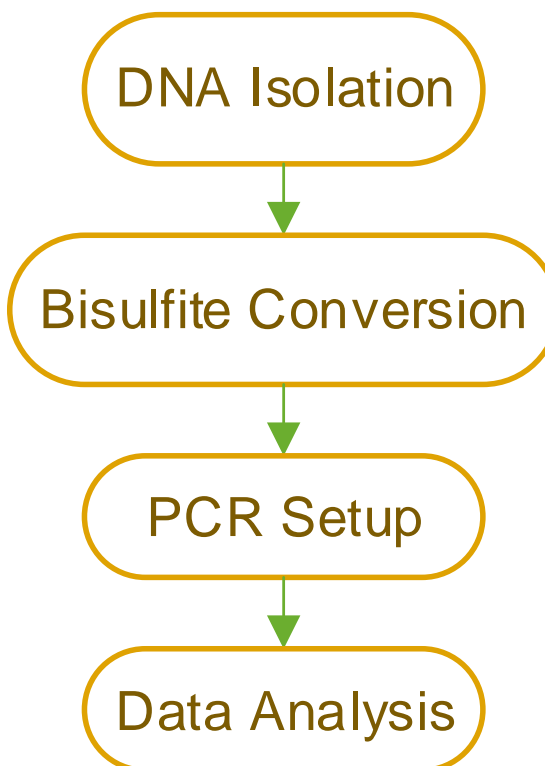 DNA Isolation
Bisulfite Conversion
PCR Setup
Data Analysis